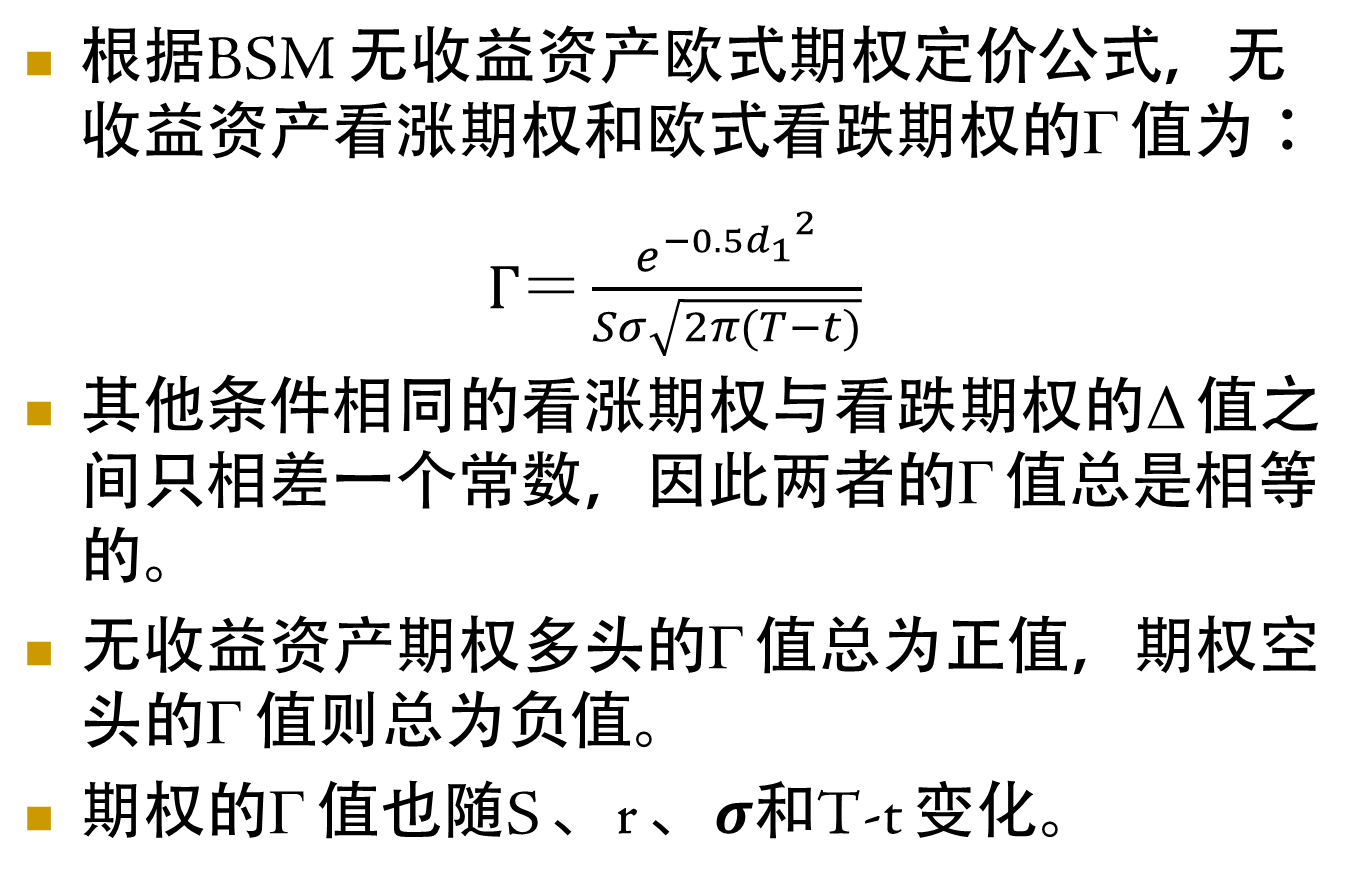 根据BSM 无收益资产欧式期权定价公式，无
收益资产看涨期权和欧式看跌期权的Γ 值为：
Γ＝ \frac{e^{-0.5{d_1}^2}}{Sσ\sqrt{2π(T−t)}}
其他条件相同的看涨期权与看跌期权的Δ 值之
间只相差一个常数，因此两者的Γ 值总是相等
的。
无收益资产期权多头的Γ 值总为正值，期权空
头的Γ 值则总为负值。
期权的Γ 值也随S 、 r 、 σ和T-t 变化。